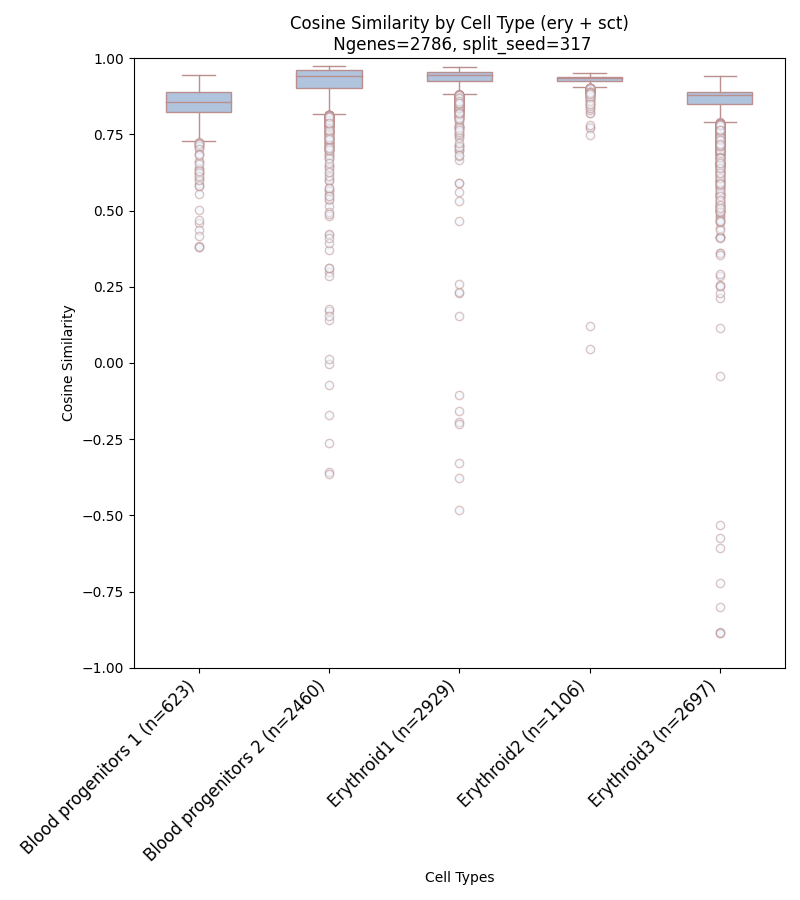 Cosine Similarity by Cell Type (ery + sct)
Ngenes=2786, split_seed=317
1.00
0.75
0.50
0.25
0.00
−0.25
−0.50
−0.75
−1.00
Cosine Similarity
Blood progenitors 1 (n=623)
Blood progenitors 2 (n=2460)
Erythroid1 (n=2929)
Erythroid2 (n=1106)
Erythroid3 (n=2697)
Cell Types